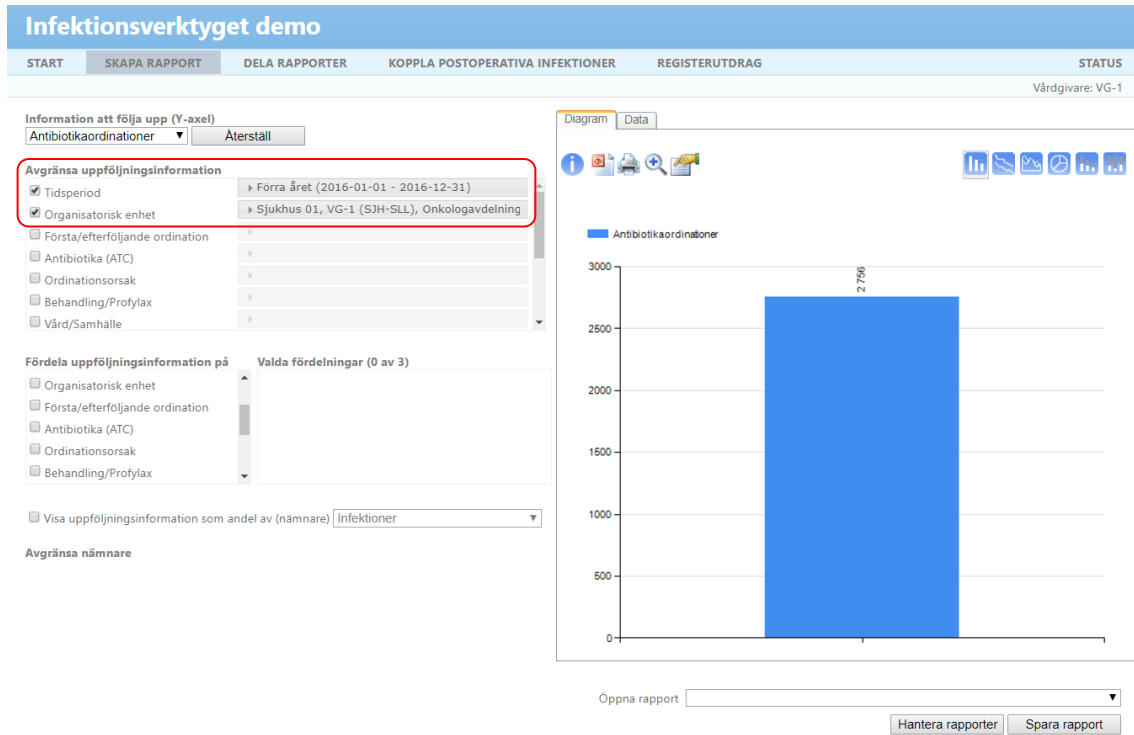 Infektionsverktyget demo
START SKAPA RAPPORT DELA RAPPORTER KOPPLA POSTOPERATIVA INFEKTIONER REGISTERUTDRAG STATUS
Vårdgivare: VG-1
Information att följa upp (Y-axel)
Antibiotikaordinationer Återställ
Avgränsa uppföljningsinformation
Tidsperiod Förra året (2016-01-01 - 2016-12-31)
Organisatorisk enhet Sjukhus 01, VG-1 (SJH-SLL), Onkologavdelning
Första/efterföljande ordination
Antibiotika (ATC)
Ordinationsorsak
Behandling/Profylax
Vård/Samhälle
Fördela uppföljningsinformation på Valda fördelningar (0 av 3)
Organisatorisk enhet
Första/efterföljande ordination
Antibiotika (ATC)
Ordinationsorsak
Behandling/Profylax
Visa uppföljningsinformation som andel av (nämnare) Infektioner
Avgränsa nämnare
Diagram Data
Antibiotikaordinationer
3000
2 756
2500
2000
1500
1000
500
0
Öppna rapport
Hantera rapporter Spara rapport